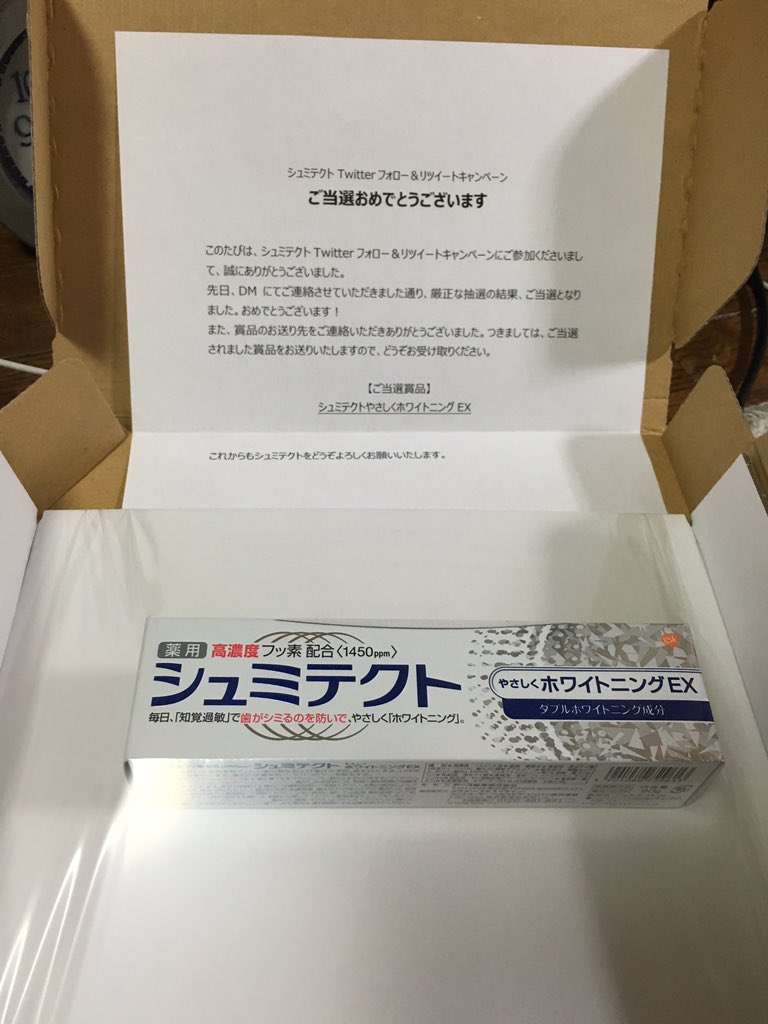 10
9
シュミテクト Twitter フォロー＆リツイートキャンペーン
ご当選おめでとうございます
このたびは、シュミテクト Twitter フォロー＆リツイートキャンペーンにご参加くださいまし
て、誠にありがとうございました。
先日、DM にてご連絡させていただきました通り、厳正な抽選の結果、ご当選となり
ました。おめでとうございます！
また、賞品のお送り先をご連絡いただきありがとうございました。つきましては、ご当選
されました賞品をお送りいたしますので、どうぞお受け取りください。
【ご当選賞品】
シュミテクトやさしくホワイトニング EX
これからもシュミテクトをどうぞよろしくお願いいたします。
薬用 高濃度フッ素 配合〈1450ppm〉
シュミテクト
毎日、「知覚過敏」で歯がシミるのを防いで、やさしく「ホワイトニング」。
gsk
やさしくホワイトニングEX
ダブルホワイトニング成分
シュミテクト
ホワイトニングEX